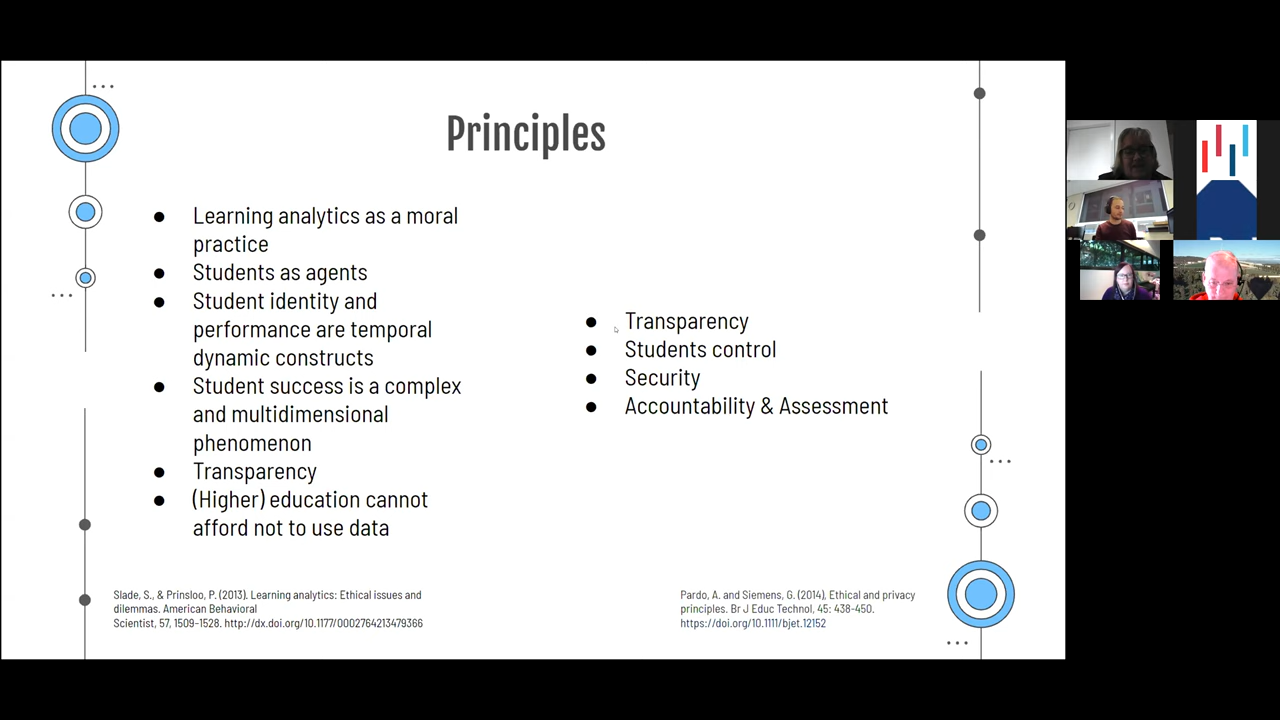 Principles
● Learning analytics as a moral
practice
● Students as agents
● Student identity and
performance are temporal
dynamic constructs
● Student success is a complex
and multidimensional
phenomenon
● Transparency
● (Higher) education cannot
afford not to use data
● Transparency
● Students control
● Security
● Accountability & Assessment
Slade, S., & Prinsloo, P. (2013). Learning analytics: Ethical issues and
dilemmas. American Behavioral
Scientist, 57, 1509-1528. http://dx.doi.org/10.1177/0002764213479366
Pardo, A. and Siemens, G. (2014), Ethical and privacy
principles. Br J Educ Technol, 45: 438-450.
https://doi.org/10.1111/bjet.12152